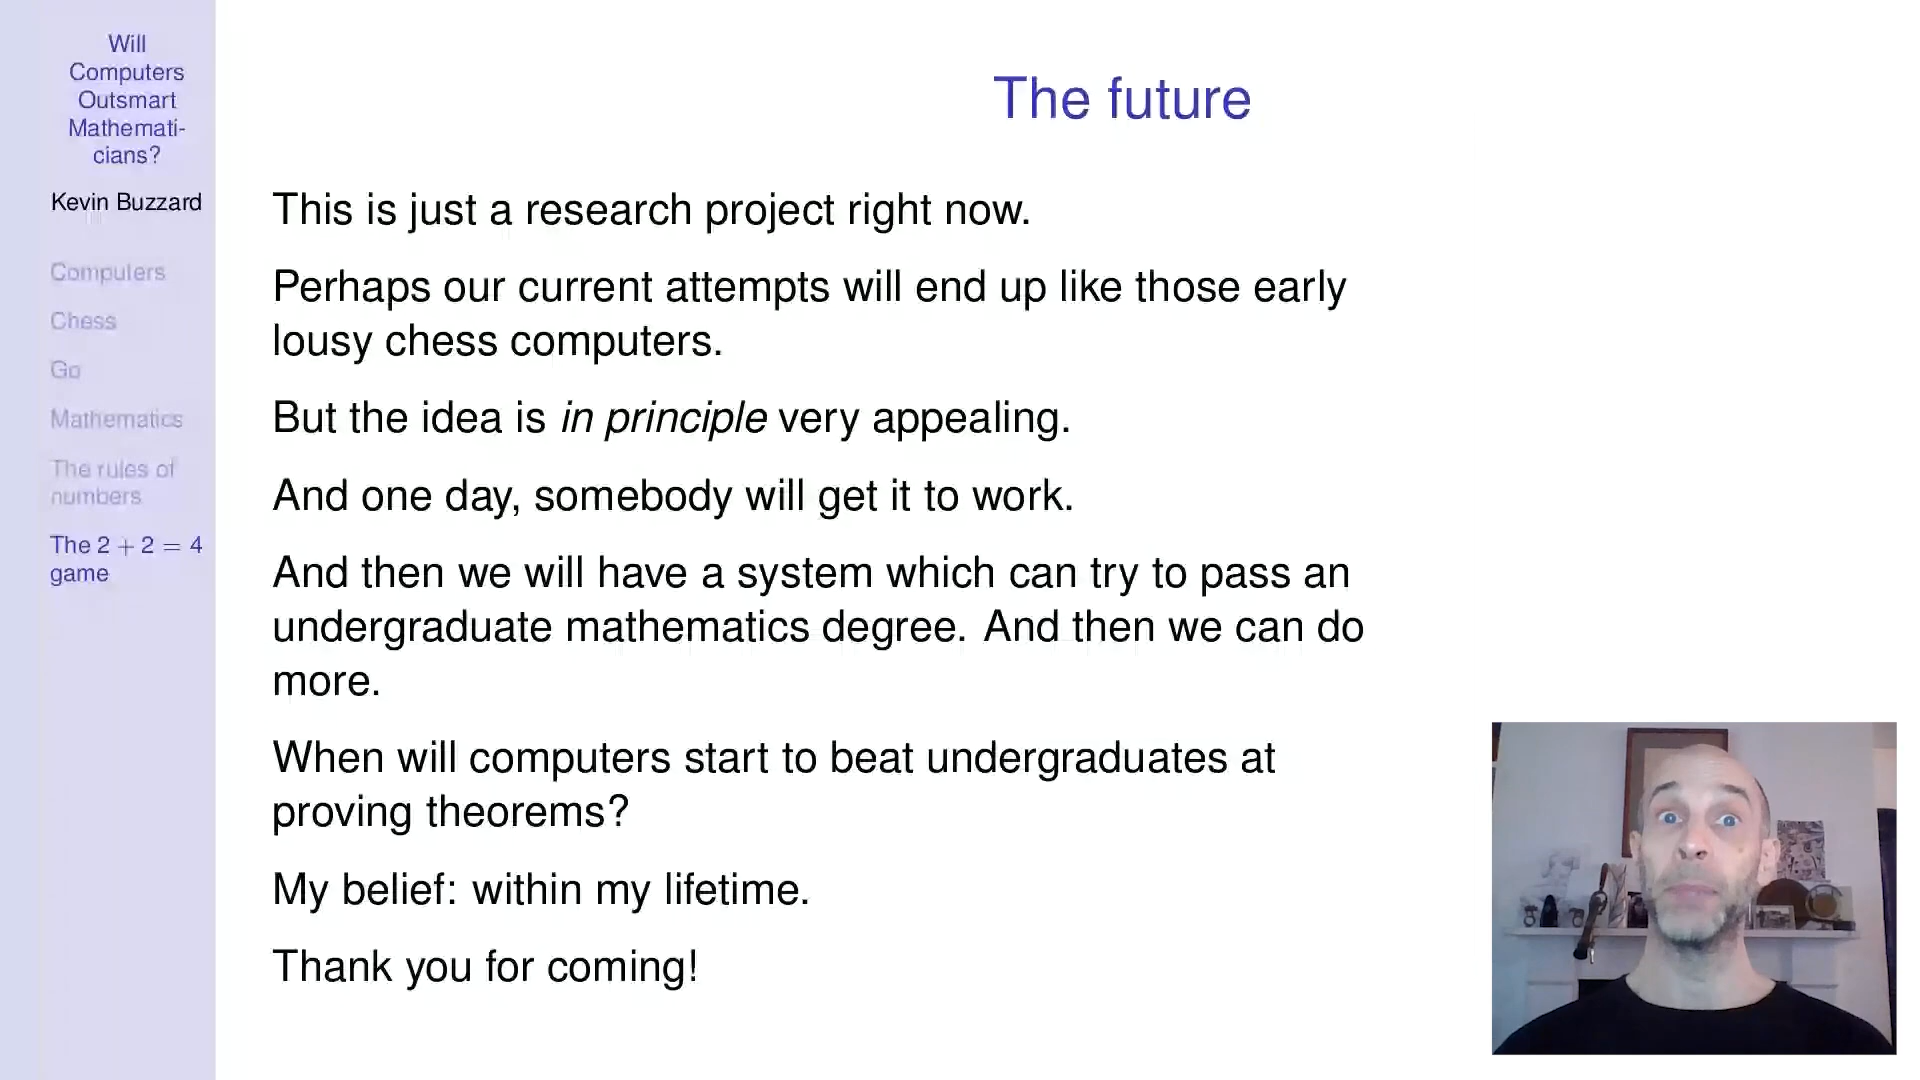 Will
Computers
Outsmart
Mathemati-
cians?
Kevin Buzzard
Computers
Chess
Go
Mathematics
The rules of
numbers
The 2 + 2 = 4
game
The future
This is just a research project right now.
Perhaps our current attempts will end up like those early
lousy chess computers.
But the idea is in principle very appealing.
And one day, somebody will get it to work.
And then we will have a system which can try to pass an
undergraduate mathematics degree. And then we can do
more.
When will computers start to beat undergraduates at
proving theorems?
My belief: within my lifetime.
Thank you for coming!